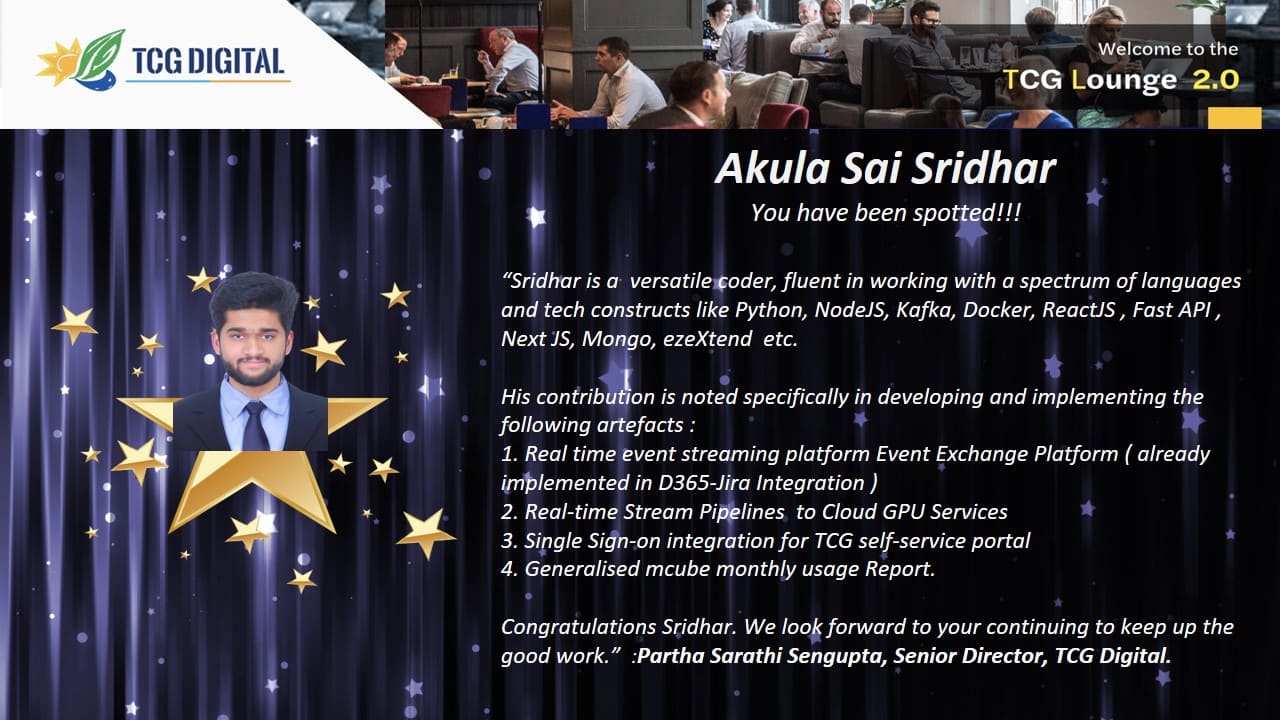 TCG DIGITAL
Welcome to the
TCG Lounge 2.0
Akula Sai Sridhar
You have been spotted!!!
“Sridhar is a versatile coder, fluent in working with a spectrum of languages
and tech constructs like Python, NodeJS, Kafka, Docker, ReactJS , Fast API ,
Next JS, Mongo, ezeXtend etc.
His contribution is noted specifically in developing and implementing the
following artefacts :
1. Real time event streaming platform Event Exchange Platform ( already
implemented in D365-Jira Integration )
2. Real-time Stream Pipelines to Cloud GPU Services
3. Single Sign-on integration for TCG self-service portal
4. Generalised mcube monthly usage Report.
Congratulations Sridhar. We look forward to your continuing to keep up the
good work.” :Partha Sarathi Sengupta, Senior Director, TCG Digital.